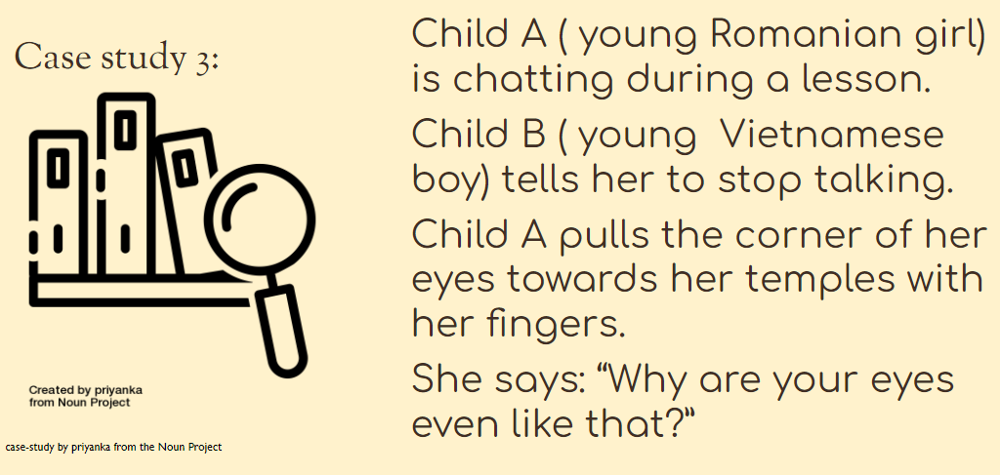 Case study 3:
Created by priyanka
from Noun Project
case-study by priyanka from the Noun Project
Child A ( young Romanian girl)
is chatting during a lesson.
Child B ( young  Vietnamese
boy) tells her to stop talking.
Child A pulls the corner of her
eyes towards her temples with
her fingers.
She says: “Why are your eyes
even like that?”